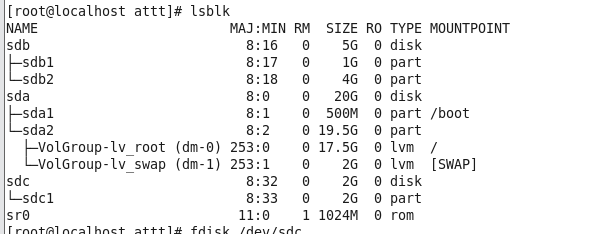 [root@localhost attt]# lsblk
NAME                        MAJ:MIN RM  SIZE RO TYPE MOUNTPOINT
sdb                           8:16   0    5G  0 disk
├─sdb1                        8:17   0    1G  0 part
└─sdb2                        8:18   0    4G  0 part
sda                           8:0    0   20G  0 disk
├─sda1                        8:1    0  500M  0 part /boot
└─sda2                        8:2    0 19.5G  0 part
  ├─VolGroup-lv_root (dm-0) 253:0    0 17.5G  0 lvm  /
  └─VolGroup-lv_swap (dm-1) 253:1    0    2G  0 lvm  [SWAP]
sdc                           8:32   0    2G  0 disk
└─sdc1                        8:33   0    2G  0 part
sr0                          11:0    1 1024M  0 rom
[root@localhost attt]# fdisk /dev/sdc